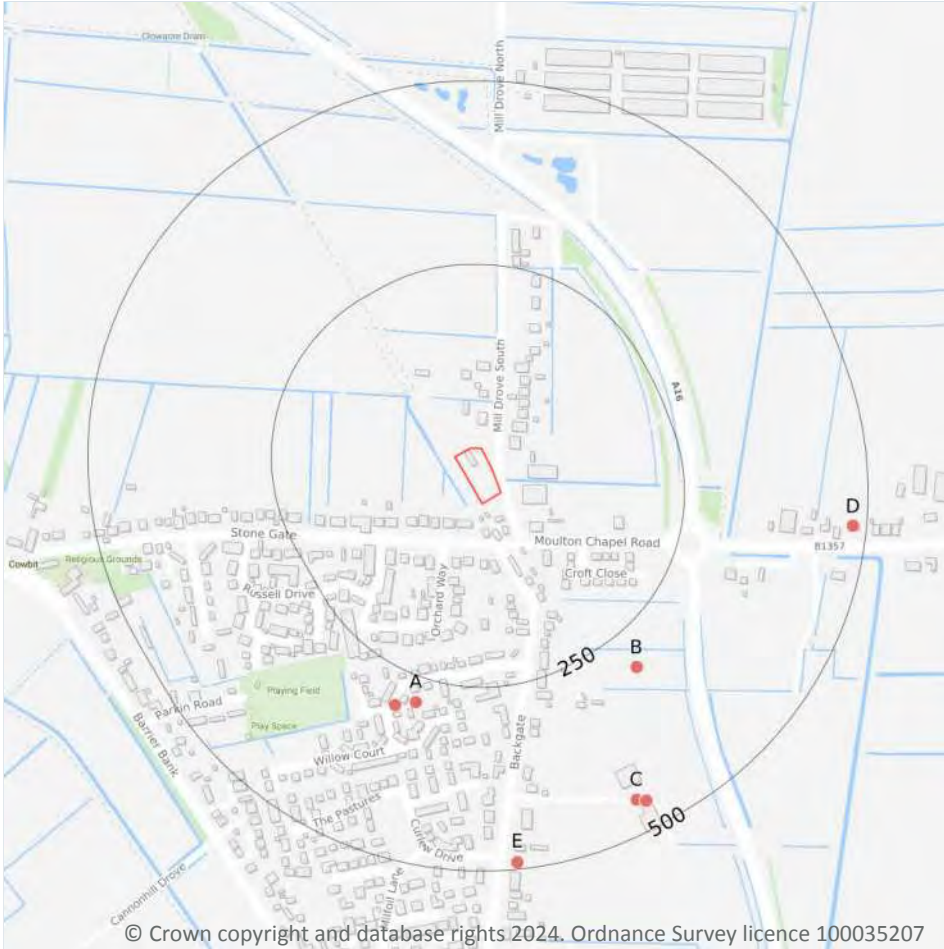 Clowance Drain
Mill Drove North
Mill Drove South
A16
D
Stone Gate
Moulton Chapel Road
B1357
Religious Grounds
Cowbit
Croft Close
Russell Drive
Orchard Way
B
250
A
Playing Field
Parkin Road
Play Space
Barrier Bank
Backgate
Willow Court
C
The Pastures
500
Curlew Drive
E
Milfoil Lane
Cannonhill Drove
© Crown copyright and database rights 2024. Ordnance Survey licence 100035207